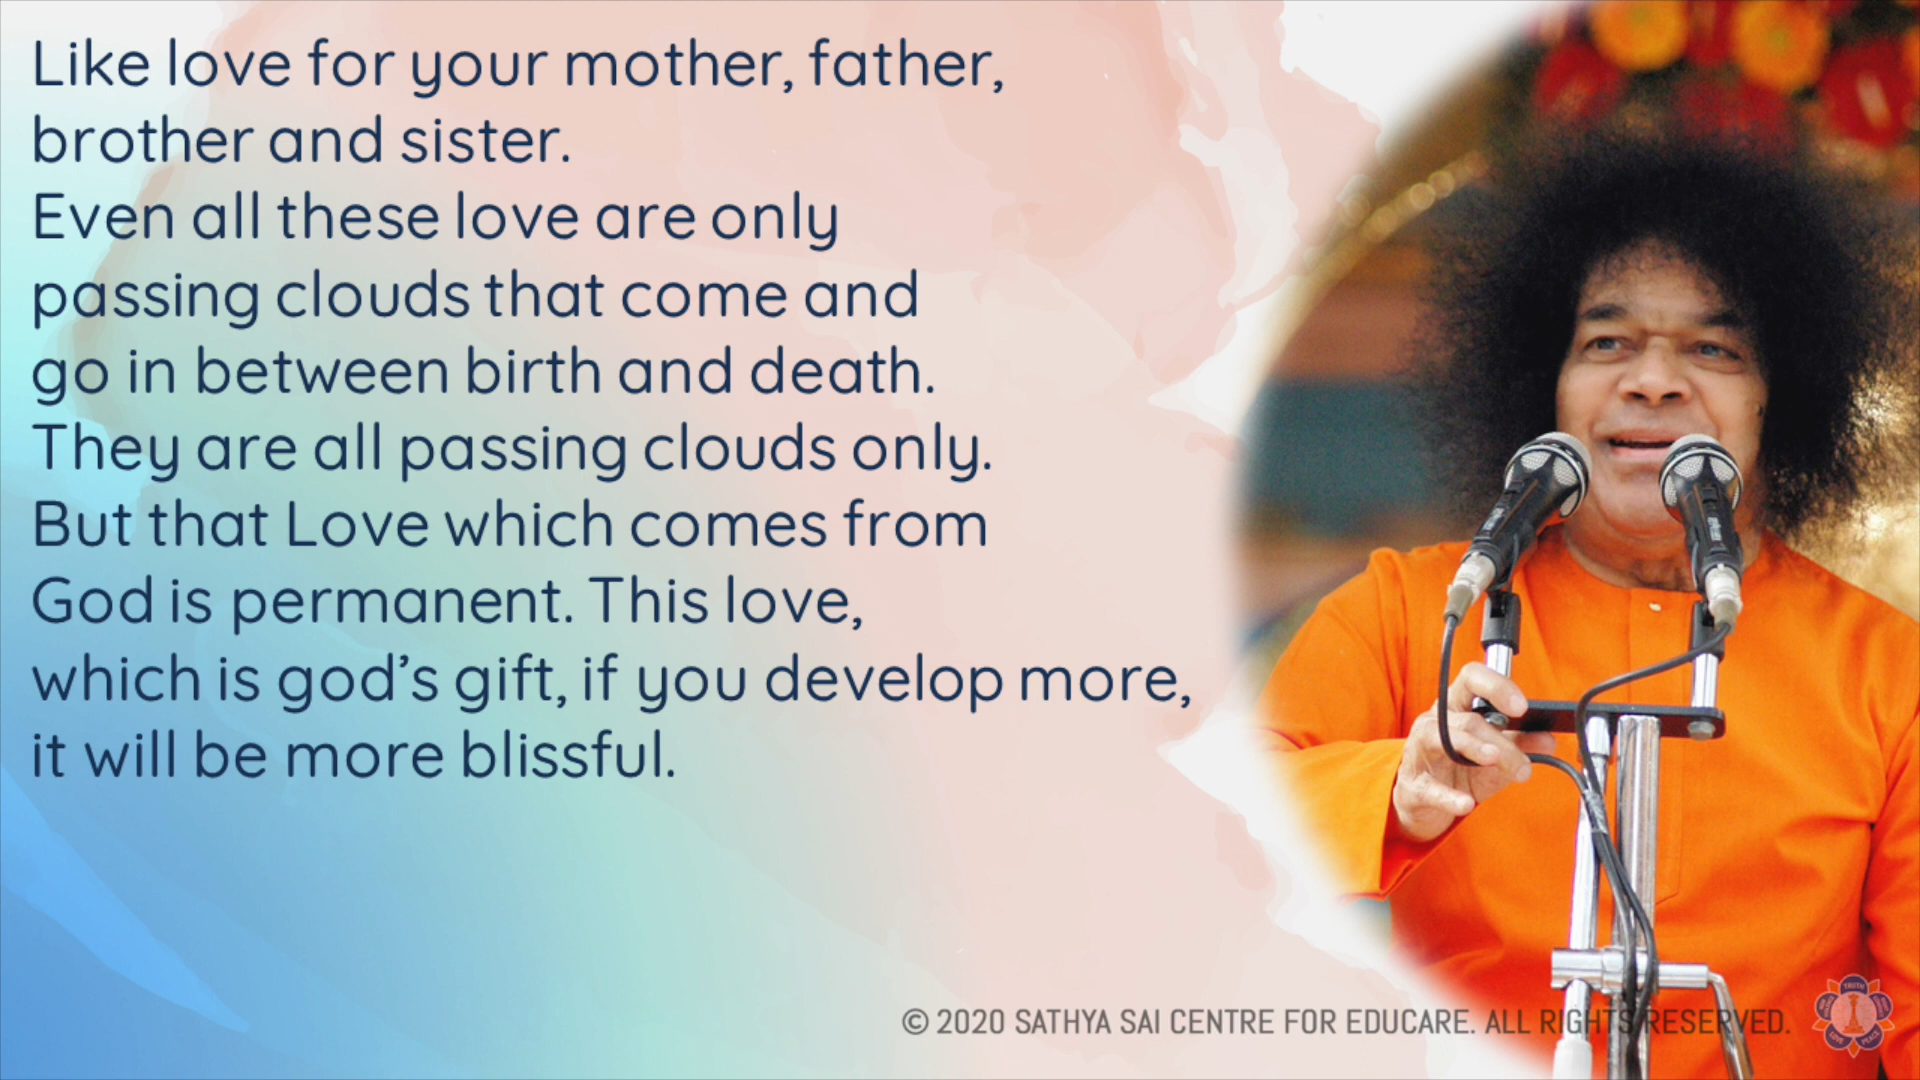 Like love for your mother, father,
brother and sister.
Even all these love are only
passing clouds that come and
go in between birth and death.
They are all passing clouds only.
But that Love which comes from
God is permanent. This love,
which is god’s gift, if you develop more,
it will be more blissful.
© 2020 SATHYA SAI CENTRE FOR EDUCARE. ALL RIGHTS RESERVED.
TRUTH
LOVE
PEACE